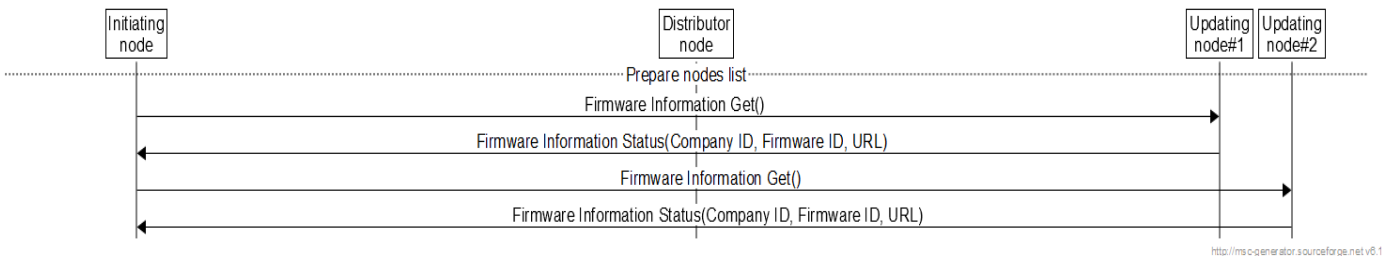 Initiating
node
Distributor
node
Updating
node#1
Updating
node#2
Prepare nodes list
Firmware Information Get()
Firmware Information Status(Company ID, Firmware ID, URL)
Firmware Information Get()
Firmware Information Status(Company ID, Firmware ID, URL)
http://msc-generator.sourceforge.net v6.1